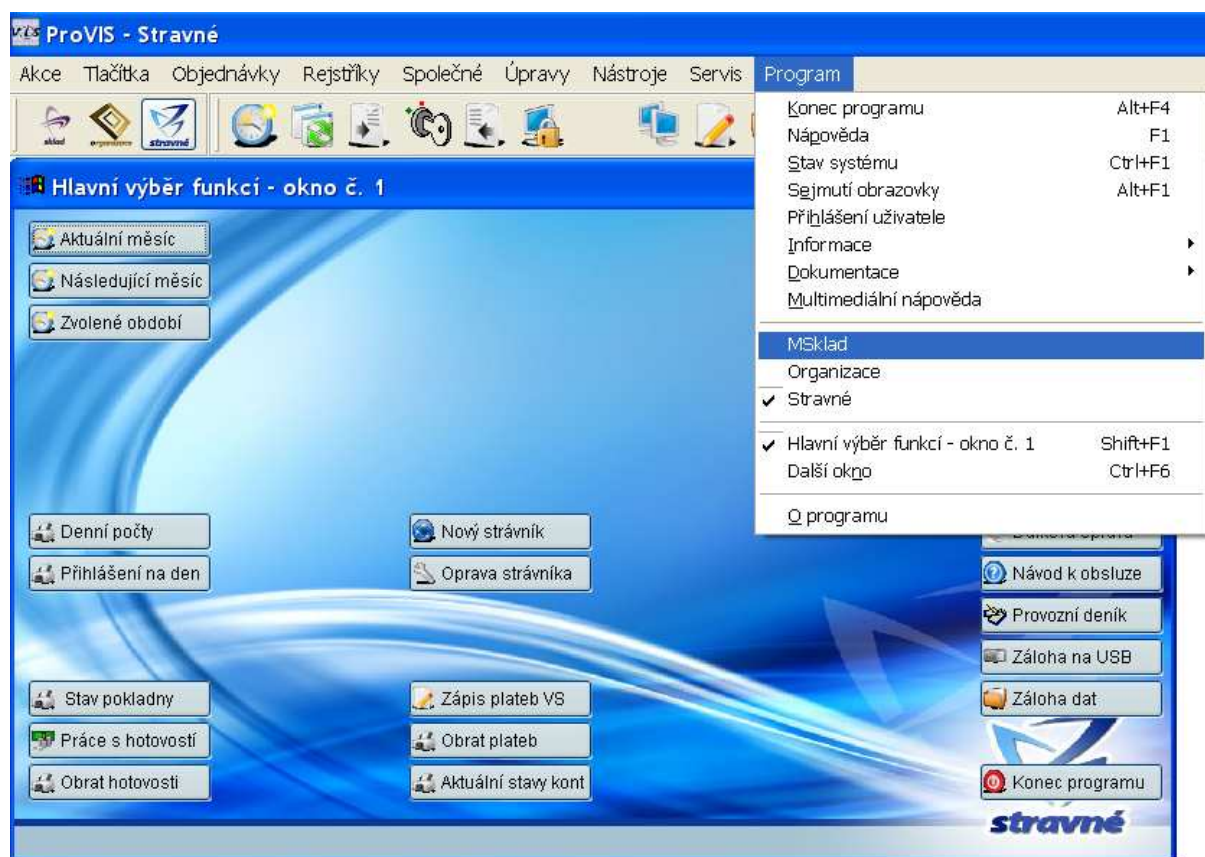 vis ProVIS - Stravné
Akce Tlačítka Objednávky Rejstříky Společné Úpravy Nástroje Servis Program
sklad organizace stravné
Konec programu Alt+F4
Nápověda F1
Stav systému Ctrl+F1
Sejmutí obrazovky Alt+F1
Přihlášení uživatele
Informace
Dokumentace
Multimediální nápověda
MSklad
Organizace
Stravné
Hlavní výběr funkcí - okno č. 1 Shift+F1
Další okno Ctrl+F6
O programu
Hlavní výběr funkcí - okno č. 1
Aktuální měsíc
Následující měsíc
Zvolené období
Denní počty Nový strávník
Přihlášení na den Oprava strávníka Návod k obsluze
Provozní deník
Záloha na USB
Stav pokladny Zápis plateb VS Záloha dat
Práce s hotovostí Obrat plateb
Obrat hotovosti Aktuální stavy kont Konec programu
stravné